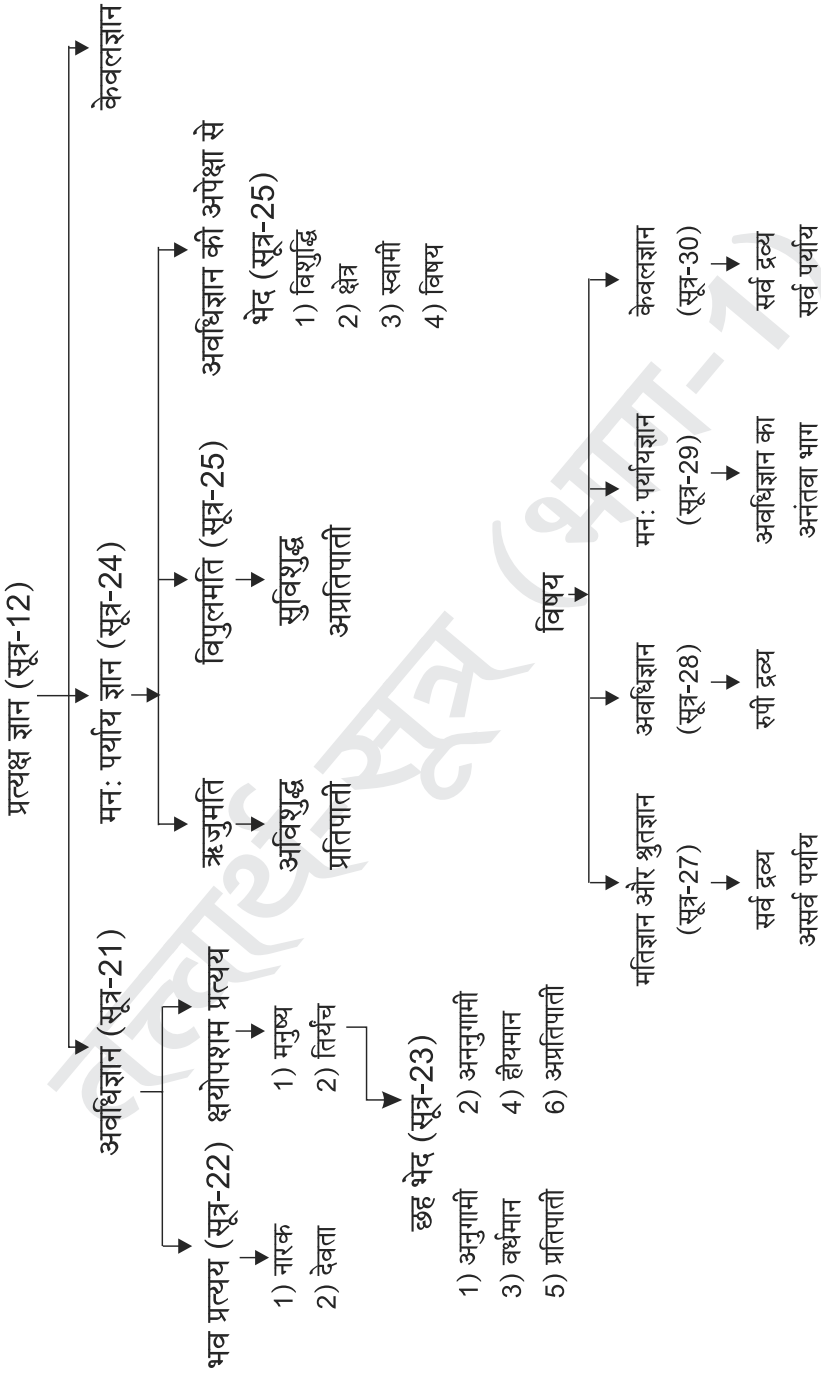 प्रत्यक्ष ज्ञान (सूत्र-12)
अवधिज्ञान (सूत्र-21)
मन: पर्याय ज्ञान (सूत्र-24)
केवलज्ञान
भव प्रत्यय (सूत्र-22)
क्षयोपशम प्रत्यय
1) नारक
2) देवता
1) मनुष्य
2) तिर्यंच
छह भेद (सूत्र-23)
1) अनुगामी
2) अननुगामी
3) वर्धमान
4) हीयमान
5) प्रतिपाती
6) अप्रतिपाती
ऋजुमति
अविशुद्ध
प्रतिपाती
विपुलमति (सूत्र-25)
सुविशुद्ध
अप्रतिपाती
अवधिज्ञान की अपेक्षा से
भेद (सूत्र-25)
1) विशुद्धि
2) क्षेत्र
3) स्वामी
4) विषय
विषय
मतिज्ञान और श्रुतज्ञान
(सूत्र-27)
सर्व द्रव्य
असर्व पर्याय
अवधिज्ञान
(सूत्र-28)
रुपी द्रव्य
मन: पर्यायज्ञान
(सूत्र-29)
अवधिज्ञान का
अनंतवा भाग
केवलज्ञान
(सूत्र-30)
सर्व द्रव्य
सर्व पर्याय
तत्त्वार्थ सूत्र (भाग-1)